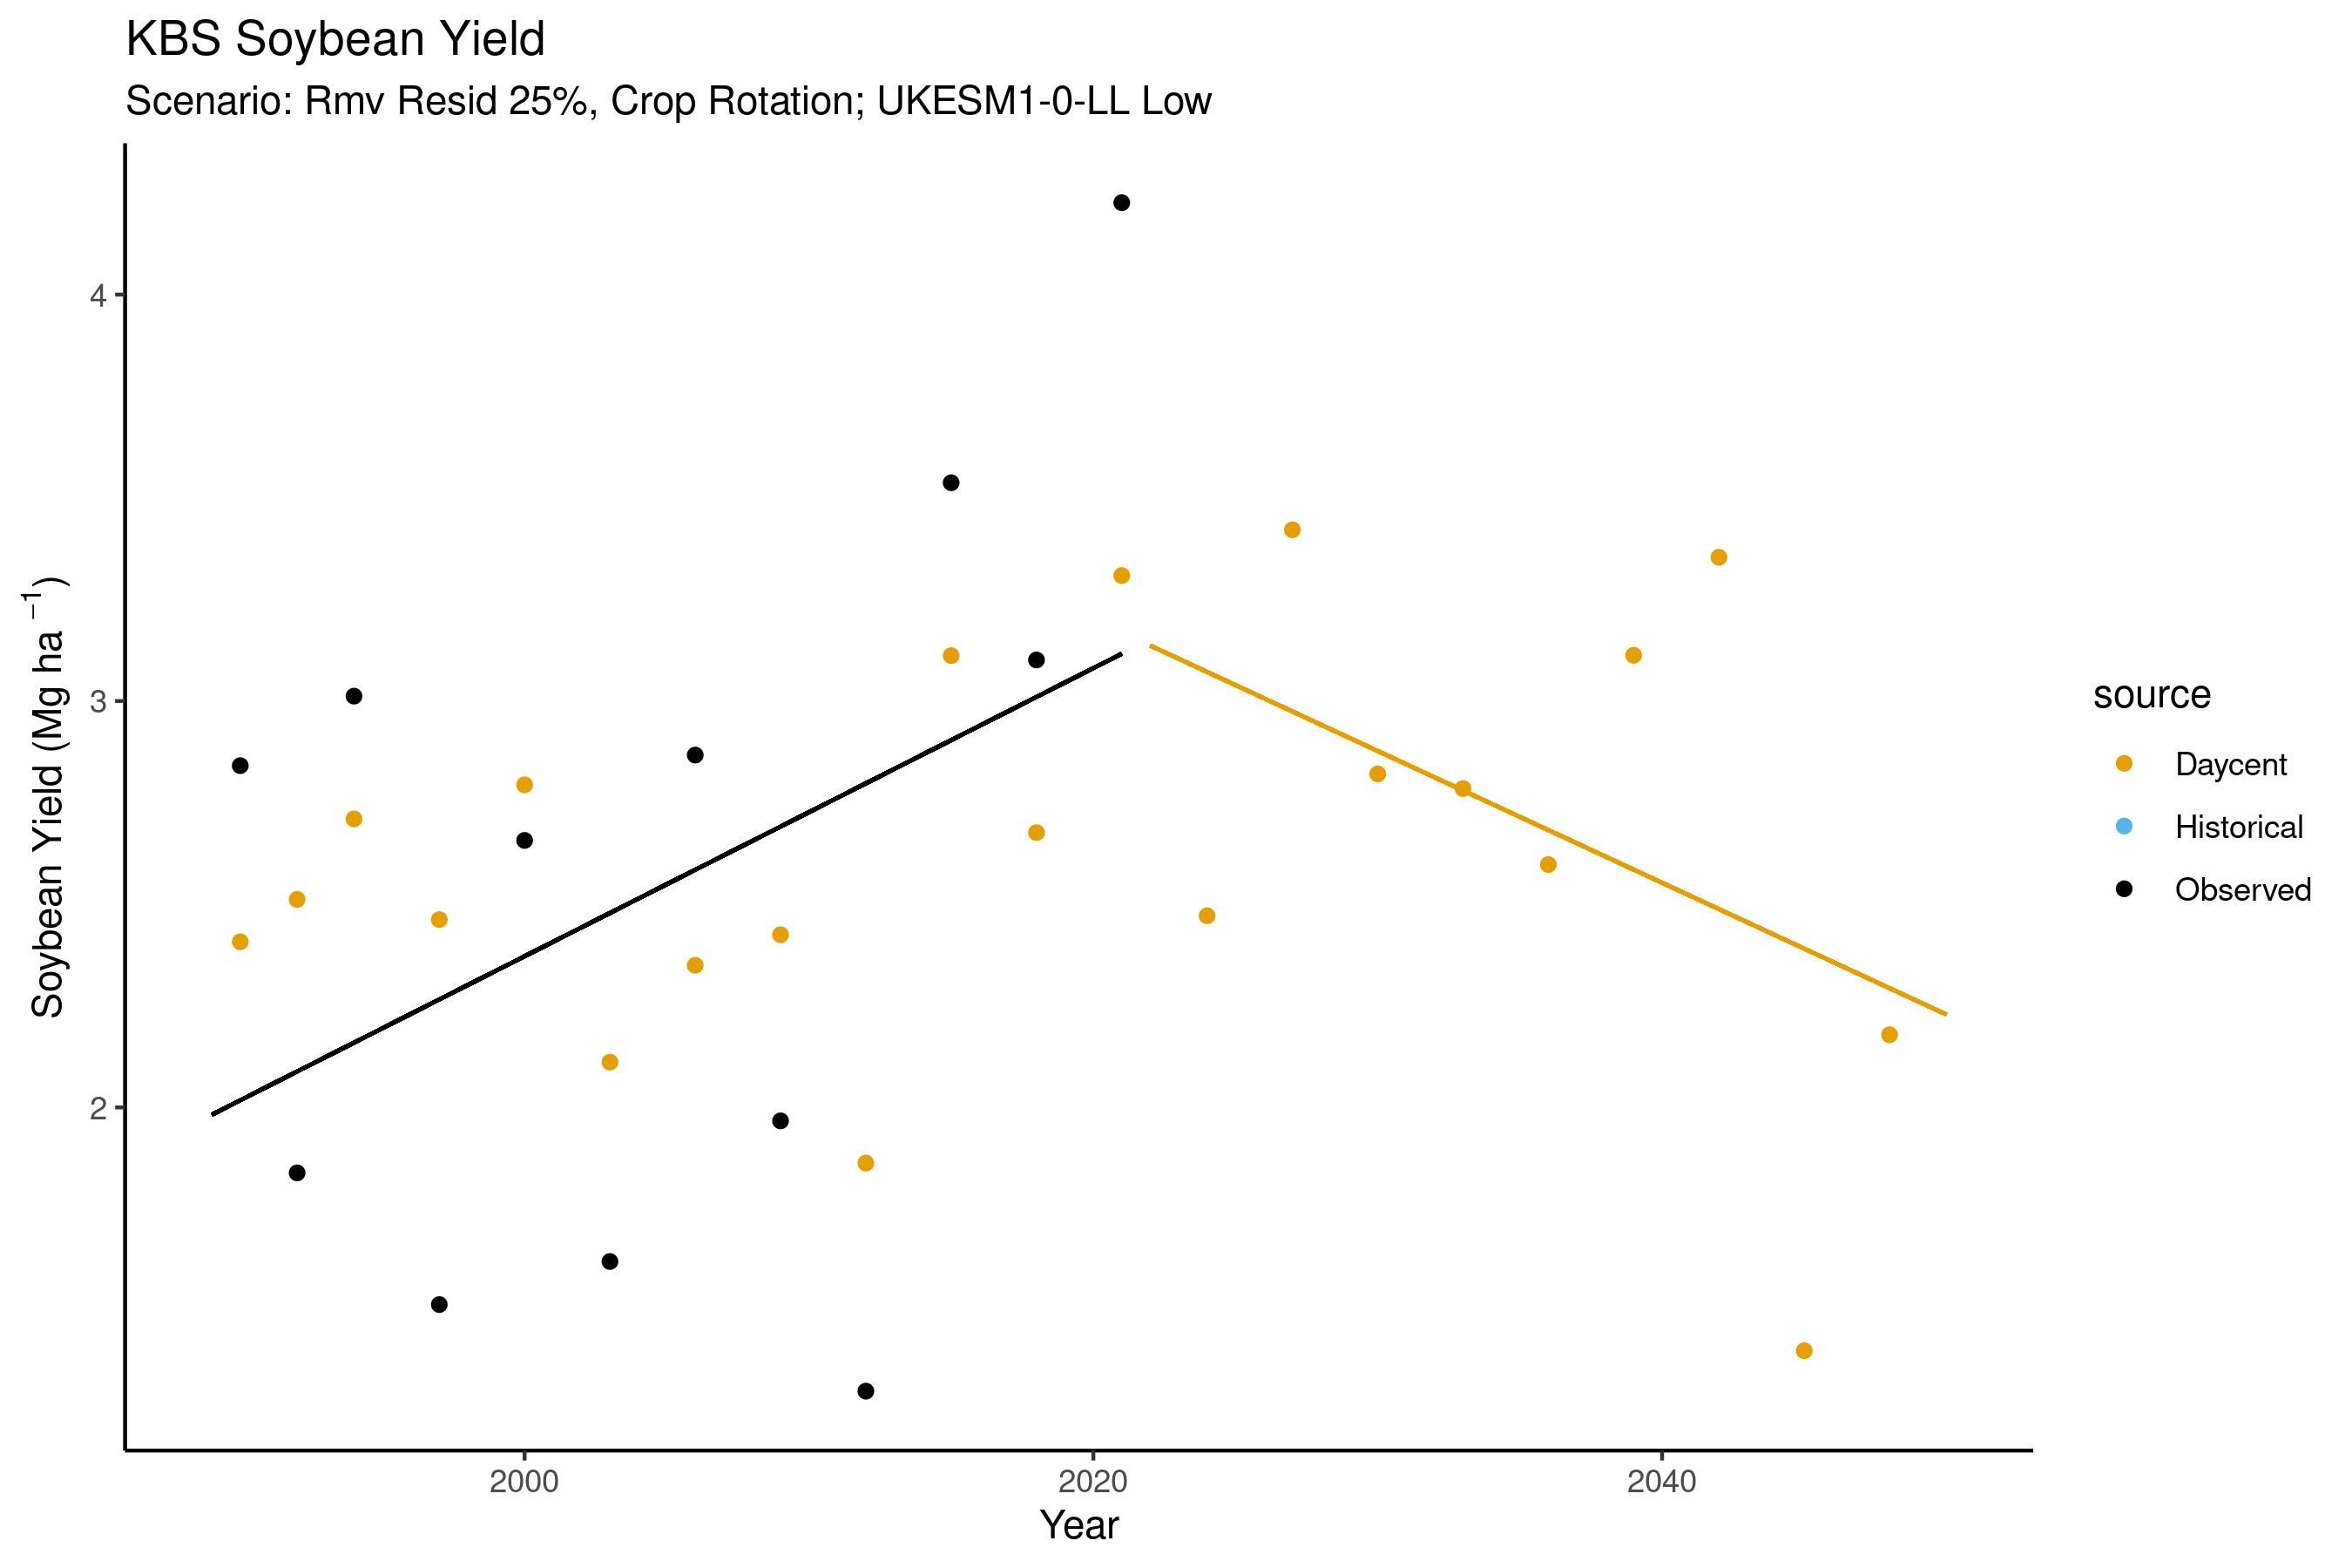 KBS Soybean Yield
Scenario: Rmv Resid 25%, Crop Rotation; UKESM1-0-LL Low
Soybean Yield (Mg ha⁻¹)
4
3
2
2000
2020
2040
Year
source
Daycent
Historical
Observed